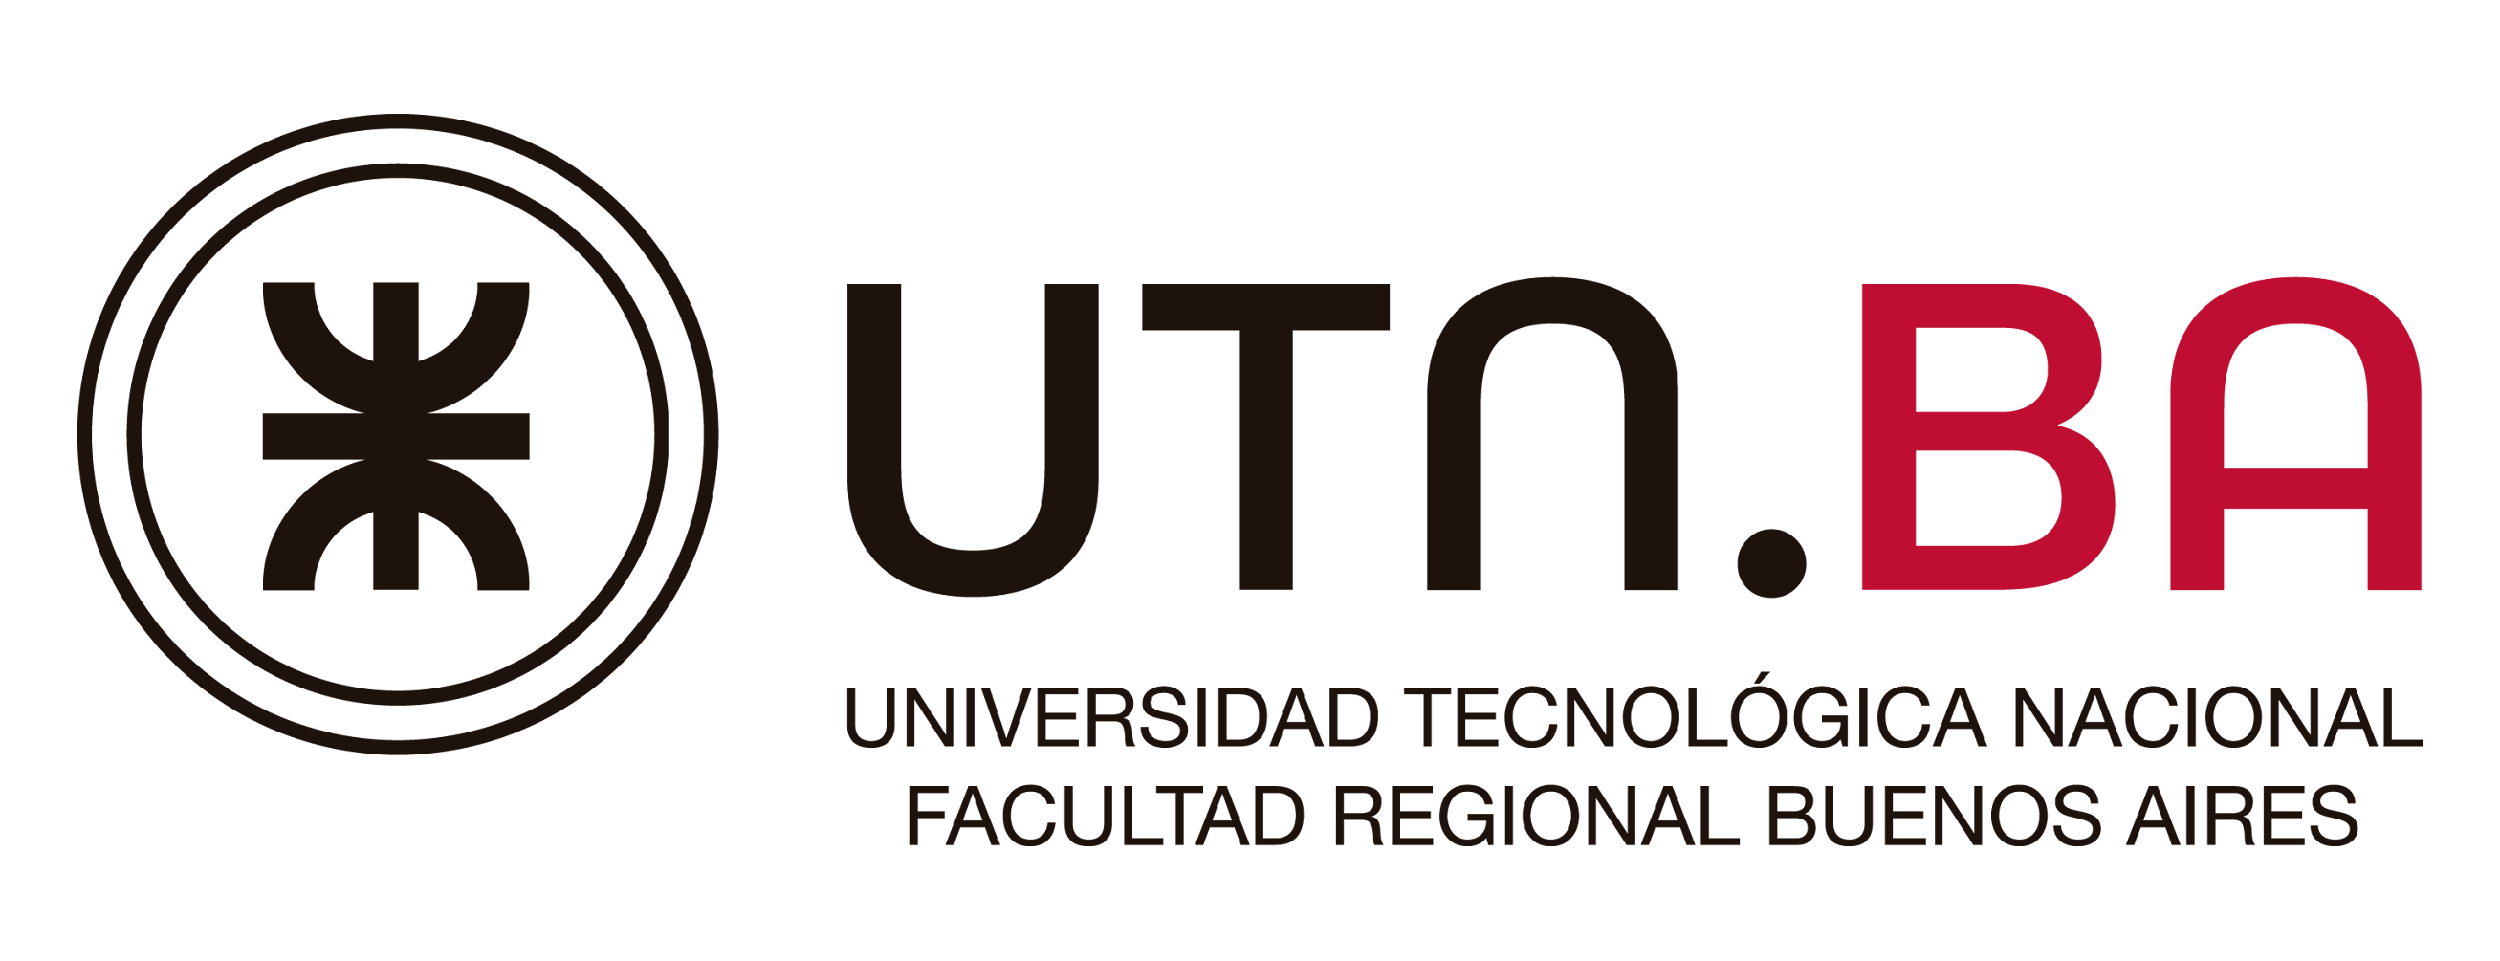 UTN.BA
UNIVERSIDAD TECNOLÓGICA NACIONAL
FACULTAD REGIONAL BUENOS AIRES